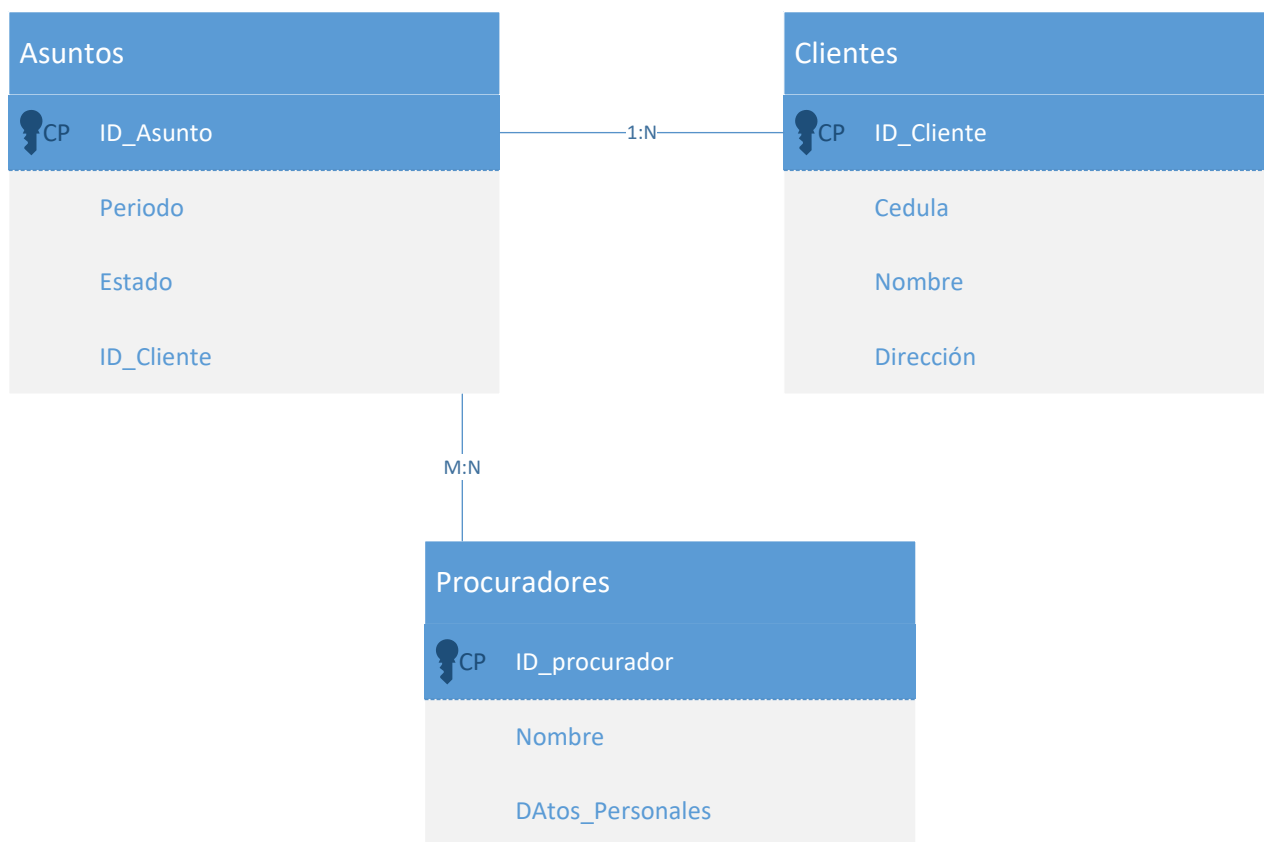 Asuntos
CP ID_Asunto
Periodo
Estado
ID_Cliente
1:N
Clientes
CP ID_Cliente
Cedula
Nombre
Dirección
M:N
Procuradores
CP ID_procurador
Nombre
DAtos_Personales